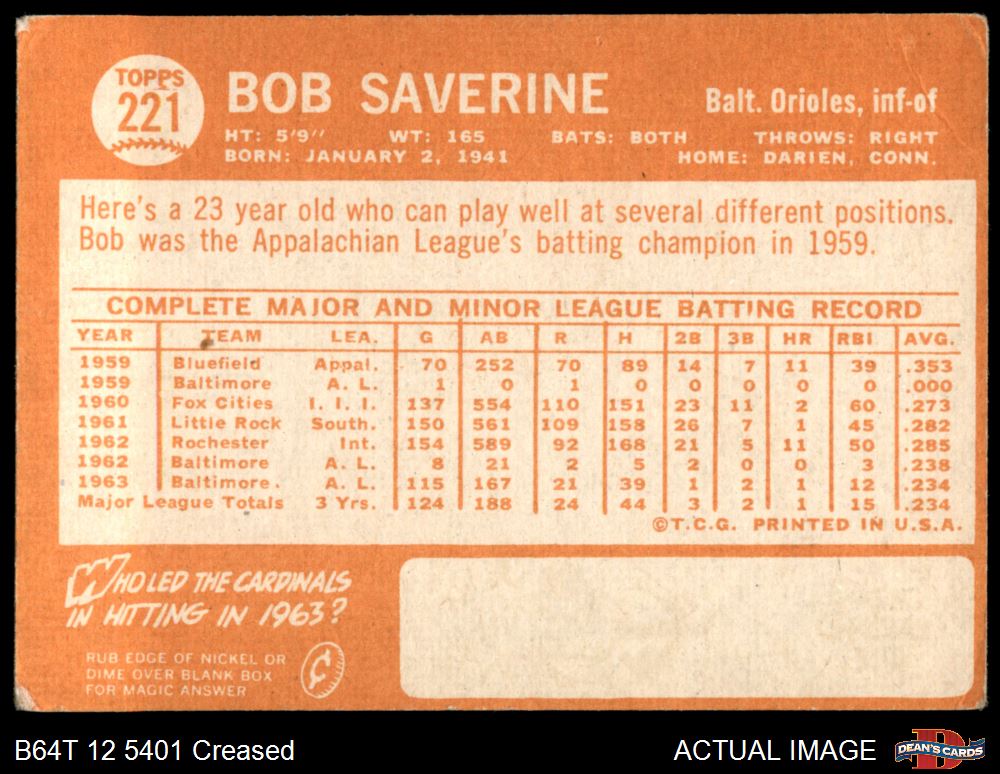 TOPPS
221
BOB SAVERINE
Balt. Orioles, inf-of
HT: 5'9" WT: 165 BATS: BOTH THROWS: RIGHT
BORN: JANUARY 2, 1941 HOME: DARIEN, CONN.
Here's a 23 year old who can play well at several different positions.
Bob was the Appalachian League's batting champion in 1959.
COMPLETE MAJOR AND MINOR LEAGUE BATTING RECORD
YEAR TEAM LEA. G AB R H 2B 3B HR RBI AVG.
1959 Bluefield Appal. 70 252 70 89 14 7 11 39 .353
1959 Baltimore A. L. 1 0 1 0 0 0 0 0 .000
1960 Fox Cities I. I. I. 137 554 110 151 23 11 2 60 .273
1961 Little Rock South. 150 561 109 158 26 7 1 45 .282
1962 Rochester Int. 154 589 92 168 21 5 11 50 .285
1962 Baltimore A. L. 8 21 2 5 2 0 0 3 .238
1963 Baltimore. A. L. 115 167 21 39 1 2 1 12 .234
Major League Totals 3 Yrs. 124 188 24 44 3 2 1 15 .234
©T.C.G. PRINTED IN U.S.A.
WHO LED THE CARDINALS
IN HITTING IN 1963?
RUB EDGE OF NICKEL OR
DIME OVER BLANK BOX
FOR MAGIC ANSWER
¢
B64T 12 5401 Creased
ACTUAL IMAGE
D
DEAN'S CARDS